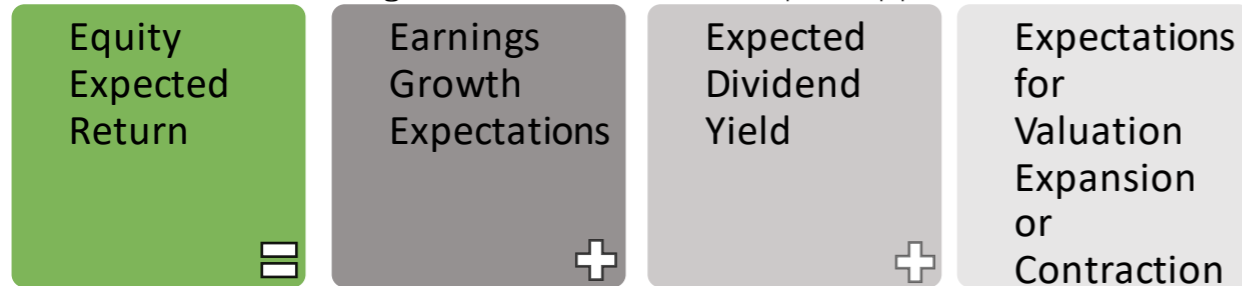 Equity
Expected
Return
Earnings
Growth
Expectations
Expected
Dividend
Yield
Expectations
for
Valuation
Expansion
or
Contraction